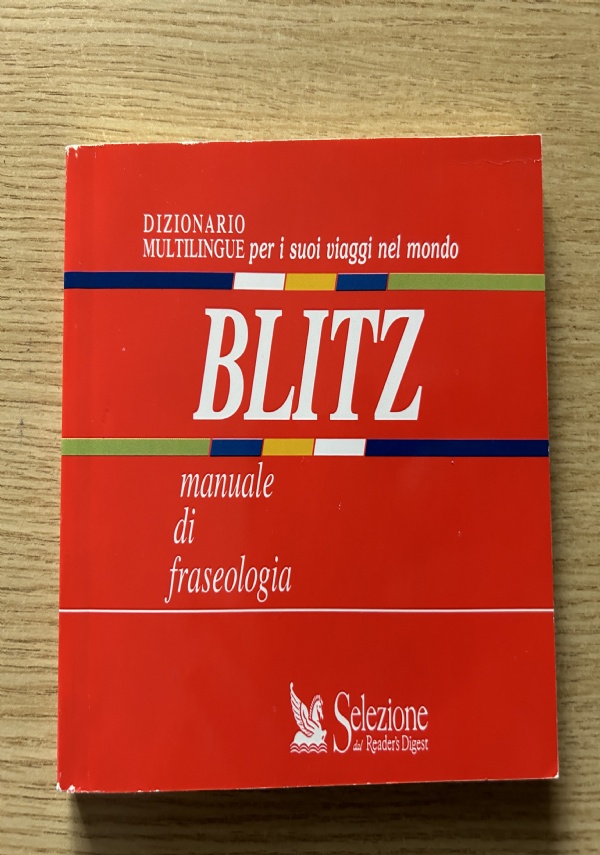 DIZIONARIO
MULTILINGUE per i suoi viaggi nel mondo
BLITZ
manuale
di
fraseologia
Selezione
dal Reader's Digest